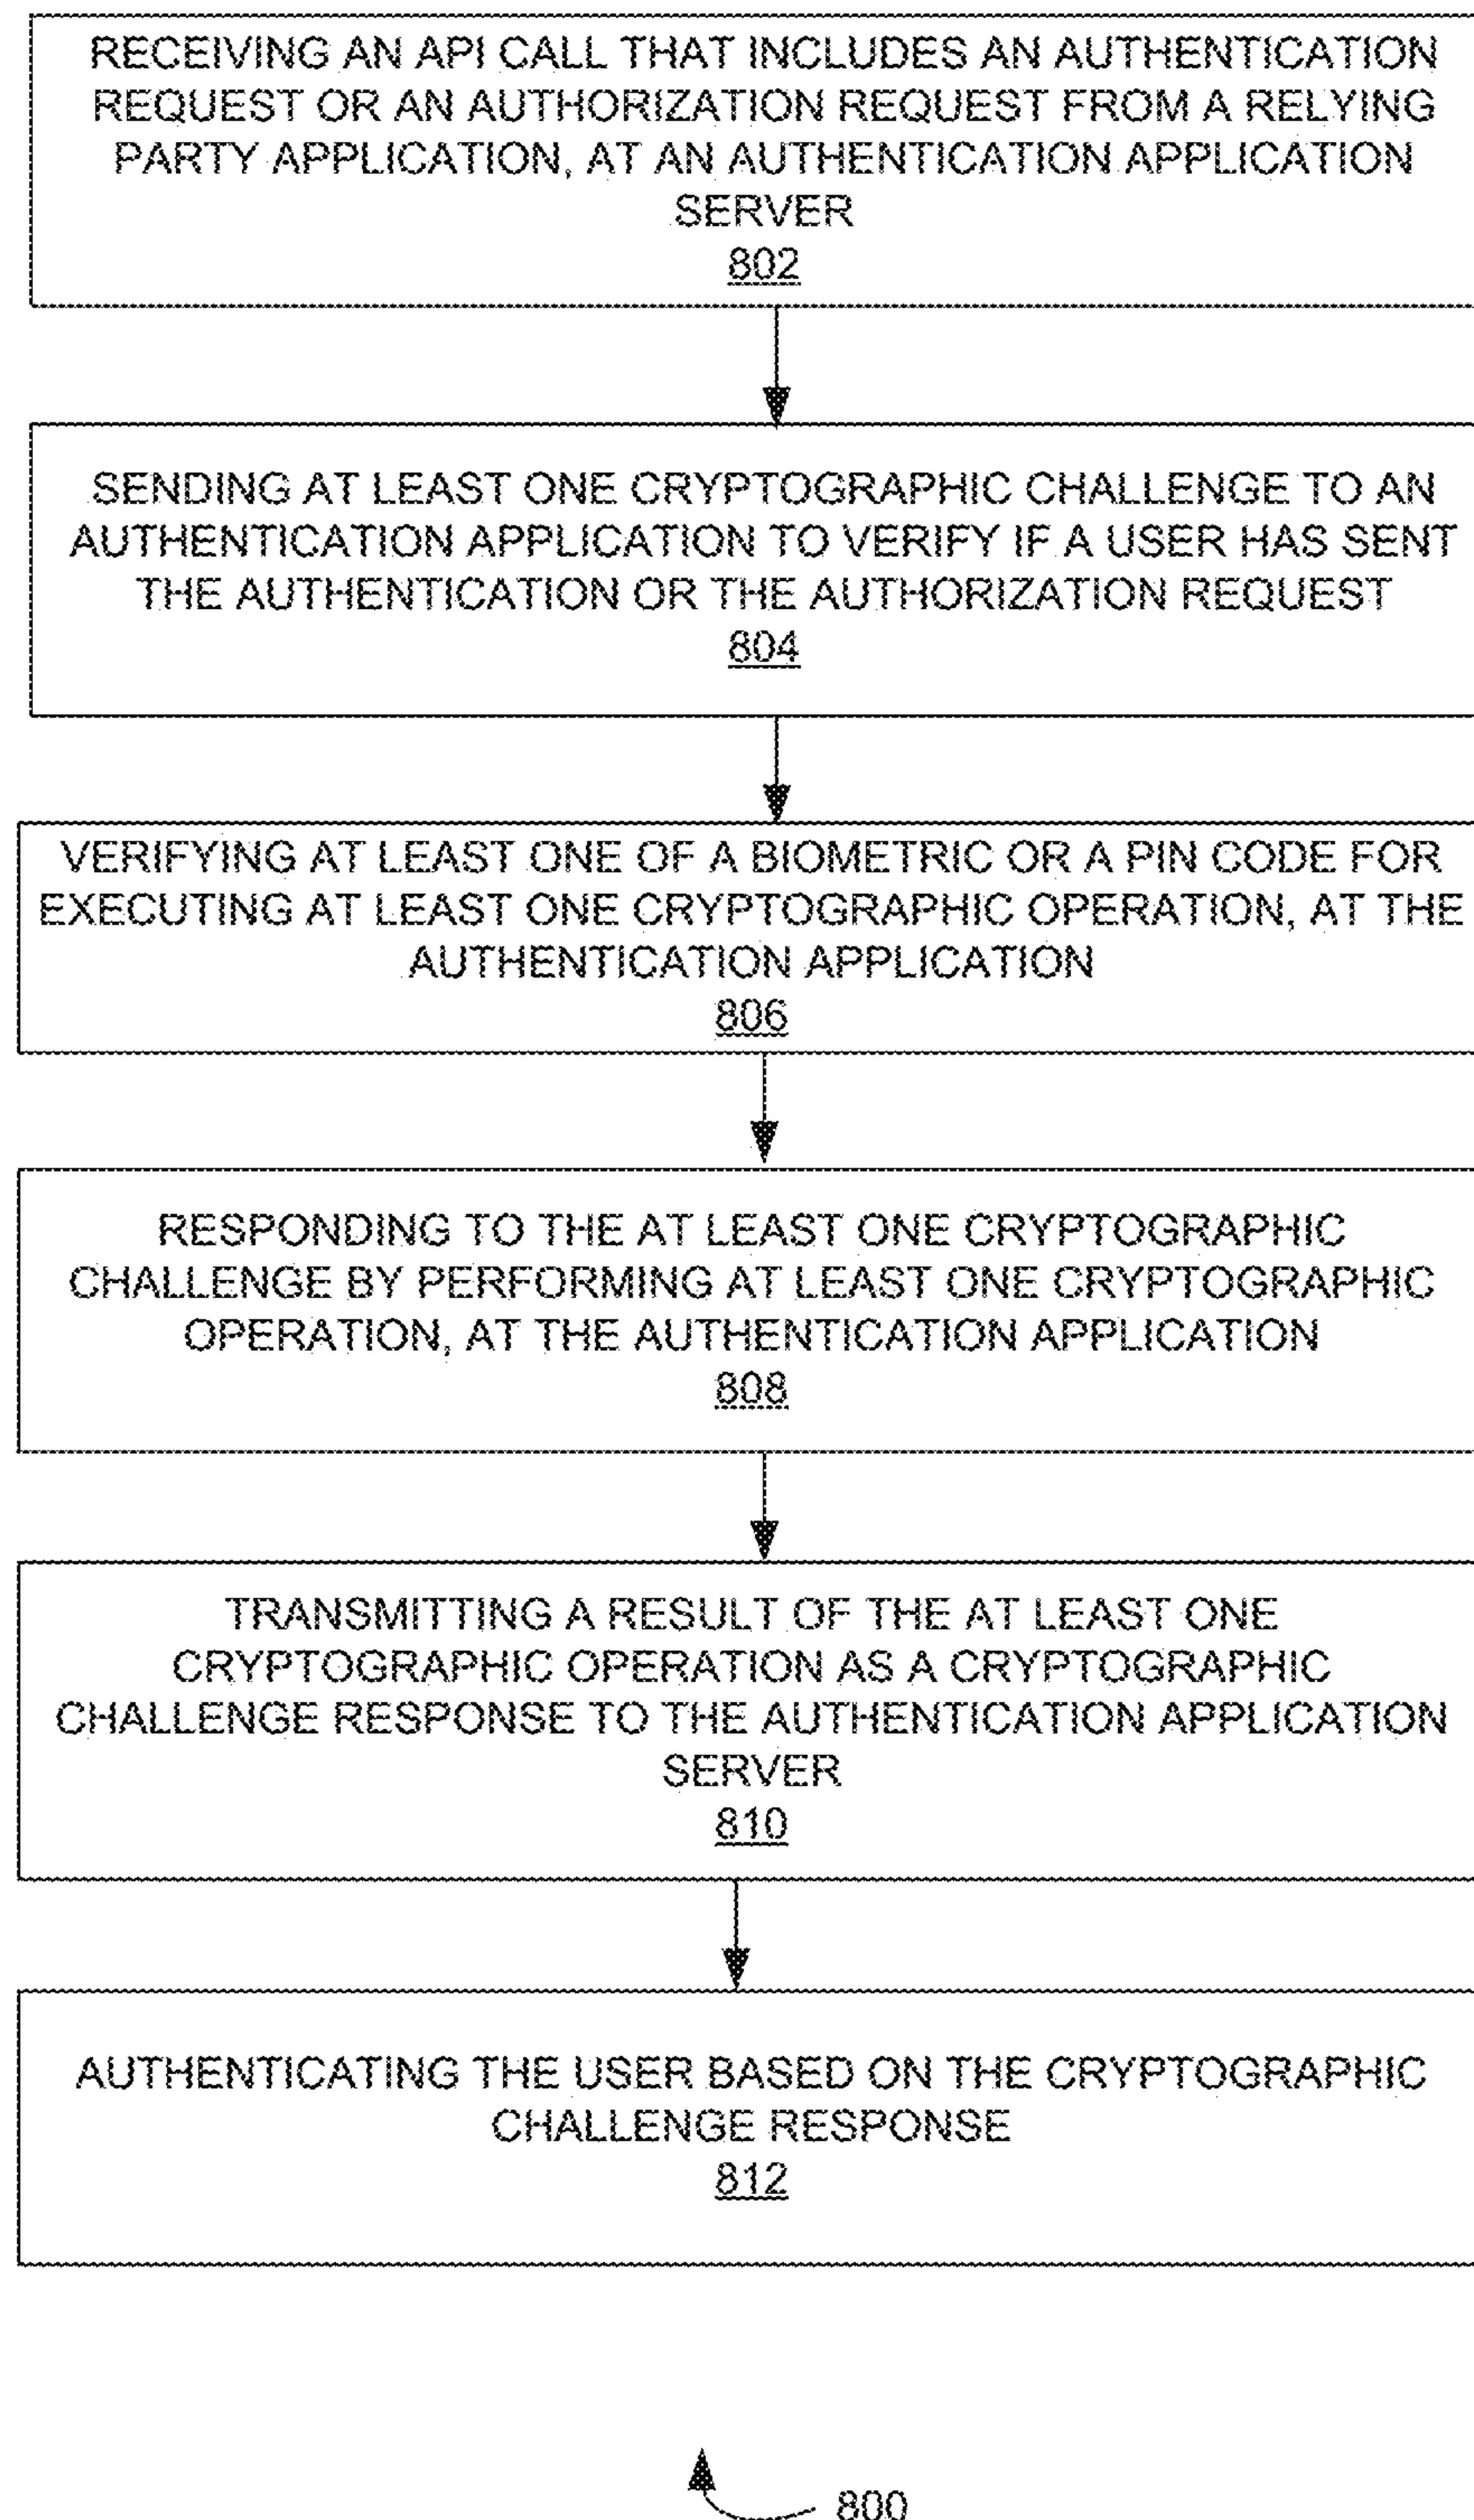 RECEIVING AN API CALL THAT INCLUDES AN AUTHENTICATION
REQUEST OR AN AUTHORIZATION REQUEST FROM A RELYING
PARTY APPLICATION, AT AN AUTHENTICATION APPLICATION
SERVER
802
SENDING AT LEAST ONE CRYPTOGRAPHIC CHALLENGE TO AN
AUTHENTICATION APPLICATION TO VERIFY IF A USER HAS SENT
THE AUTHENTICATION OR THE AUTHORIZATION REQUEST
804
VERIFYING AT LEAST ONE OF A BIOMETRIC OR A PIN CODE FOR
EXECUTING AT LEAST ONE CRYPTOGRAPHIC OPERATION, AT THE
AUTHENTICATION APPLICATION
806
RESPONDING TO THE AT LEAST ONE CRYPTOGRAPHIC
CHALLENGE BY PERFORMING AT LEAST ONE CRYPTOGRAPHIC
OPERATION, AT THE AUTHENTICATION APPLICATION
808
TRANSMITTING A RESULT OF THE AT LEAST ONE
CRYPTOGRAPHIC OPERATION AS A CRYPTOGRAPHIC
CHALLENGE RESPONSE TO THE AUTHENTICATION APPLICATION
SERVER
810
AUTHENTICATING THE USER BASED ON THE CRYPTOGRAPHIC
CHALLENGE RESPONSE
812
800